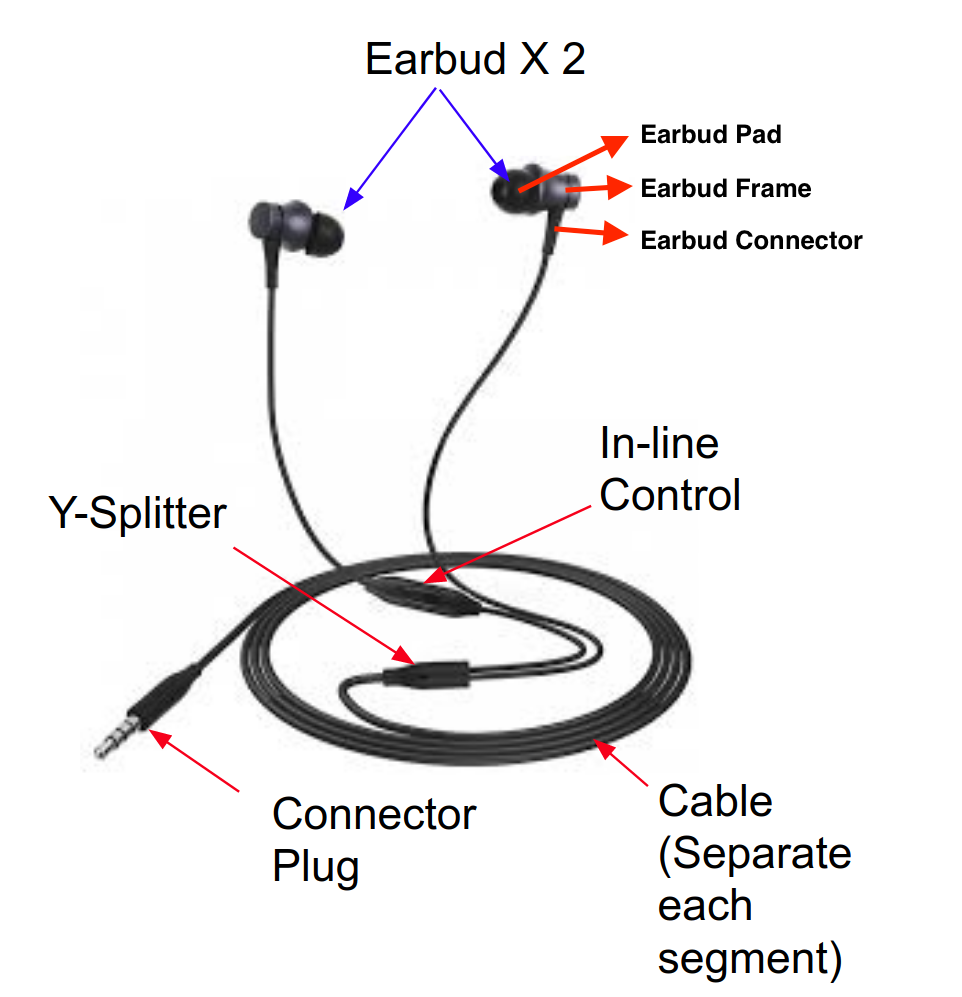 Earbud X 2
Earbud Pad
Earbud Frame
Earbud Connector
In-line
Control
Y-Splitter
Connector
Plug
Cable
(Separate
each
segment)